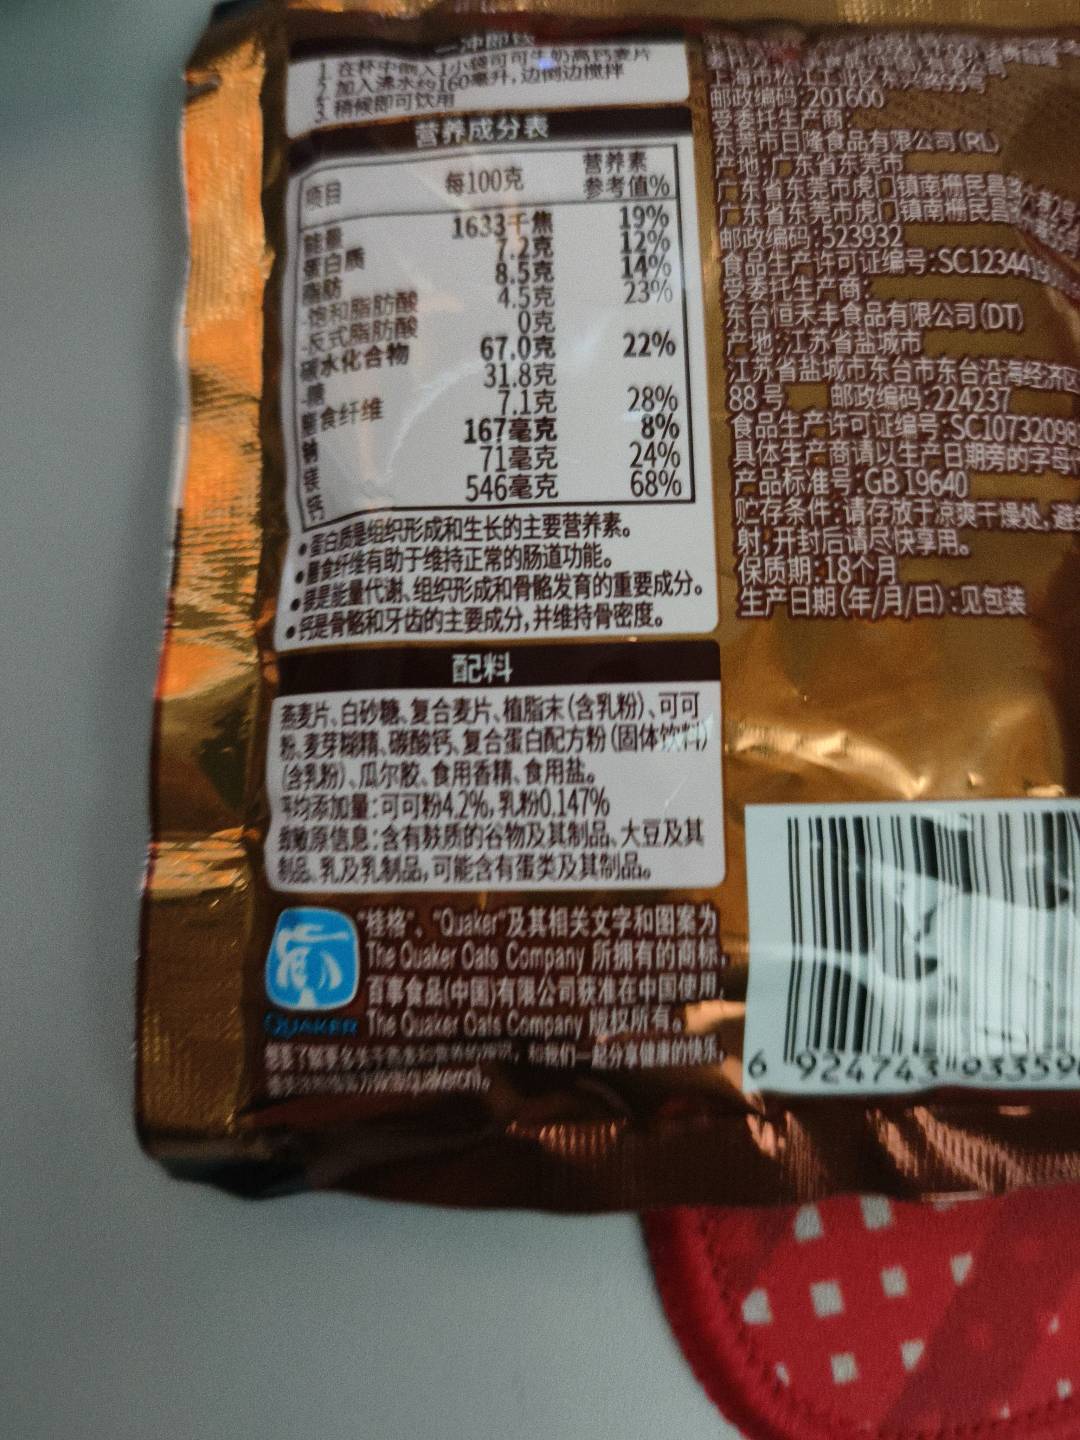 一冲即饮
1. 在杯中倒入1小袋可可牛奶高钙麦片
2. 加入沸水约160毫升,边倒边搅拌
3. 稍候即可饮用
营养成分表
项目 每100克 营养素参考值%
能量 1633千焦 19%
蛋白质 7.2克 12%
脂肪 8.5克 14%
-饱和脂肪酸 4.5克 23%
-反式脂肪酸 0克
碳水化合物 67.0克 22%
-糖 31.8克
膳食纤维 7.1克 28%
钠 167毫克 8%
镁 71毫克 24%
钙 546毫克 68%
●蛋白质是组织形成和生长的主要营养素。
●膳食纤维有助于维持正常的肠道功能。
●镁是能量代谢、组织形成和骨骼发育的重要成分。
●钙是骨骼和牙齿的主要成分,并维持骨密度。
配料
燕麦片、白砂糖、复合麦片、植脂末(含乳粉)、可可
粉、麦芽糊精、碳酸钙、复合蛋白配方粉(固体饮料)
(含乳粉)、瓜尔胶、食用香精、食用盐。
平均添加量:可可粉4.2%,乳粉0.147%
致敏原信息:含有麸质的谷物及其制品、大豆及其
制品、乳及乳制品,可能含有蛋类及其制品。
"桂格"、"Quaker"及其相关文字和图案为
The Quaker Oats Company 所拥有的商标,
百事食品(中国)有限公司获准在中国使用,
The Quaker Oats Company 版权所有。
QUAKER
和我们一起分享健康的快乐,
邮政编码:201600
受委托生产商:
东莞市日隆食品有限公司(RL)
产地:广东省东莞市
广东省东莞市虎门镇南栅民昌
广东省东莞市虎门镇南栅民昌
邮政编码:523932
食品生产许可证编号:SC1234419
受委托生产商:
东台恒禾丰食品有限公司(DT)
产地:江苏省盐城市
江苏省盐城市东台市东台沿海经济区
88号 邮政编码:224237
食品生产许可证编号:SC10732098
具体生产商请以生产日期旁的字母
产品标准号:GB 19640
贮存条件:请存放于凉爽干燥处,避
射,开封后请尽快享用。
保质期:18个月
生产日期(年/月/日):见包装
6 924743 93359